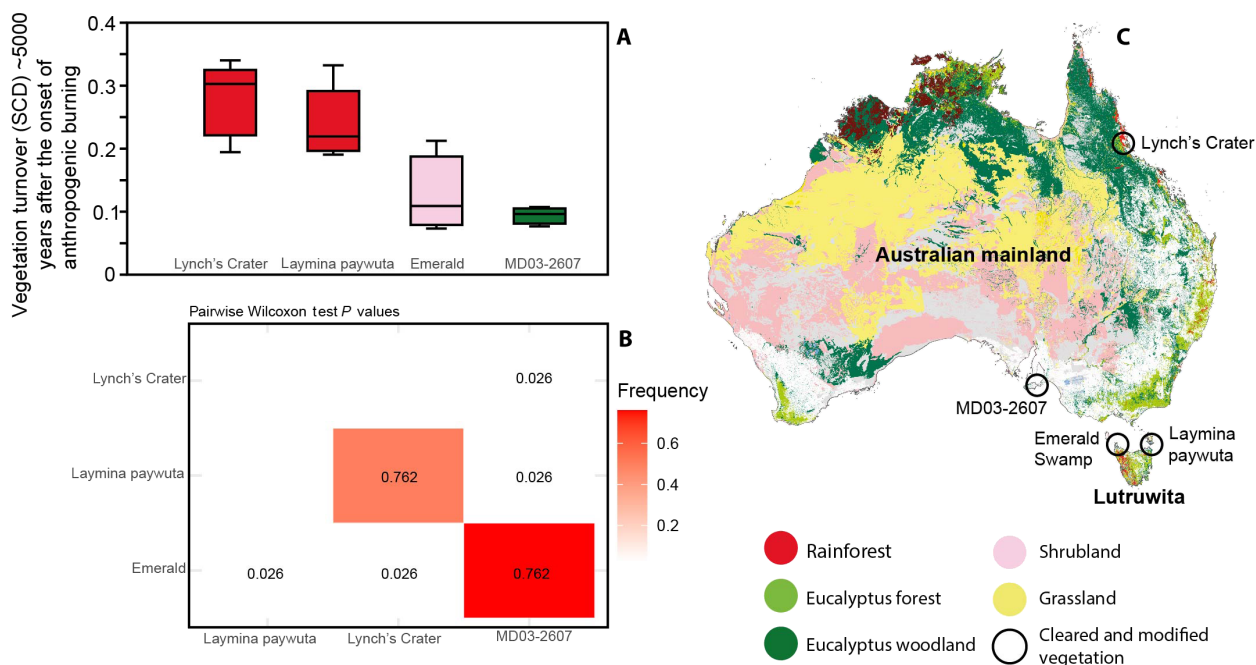 Vegetation turnover (SCD) ~5000
years after the onset of
anthropogenic burning
0.4
0.3
0.2
0.1
0
A
Lynch's Crater
Laymina paywuta
Emerald
MD03-2607
Pairwise Wilcoxon test P values
B
Lynch's Crater
0.026
Laymina paywuta
0.762
0.026
Emerald
0.026
0.026
0.762
Laymina paywuta
Lynch's Crater
MD03-2607
Frequency
0.6
0.4
0.2
C
Lynch's Crater
Australian mainland
MD03-2607
Emerald
Swamp
Laymina
paywuta
Lutruwita
Rainforest
Shrubland
Eucalyptus forest
Grassland
Eucalyptus woodland
Cleared and modified
vegetation